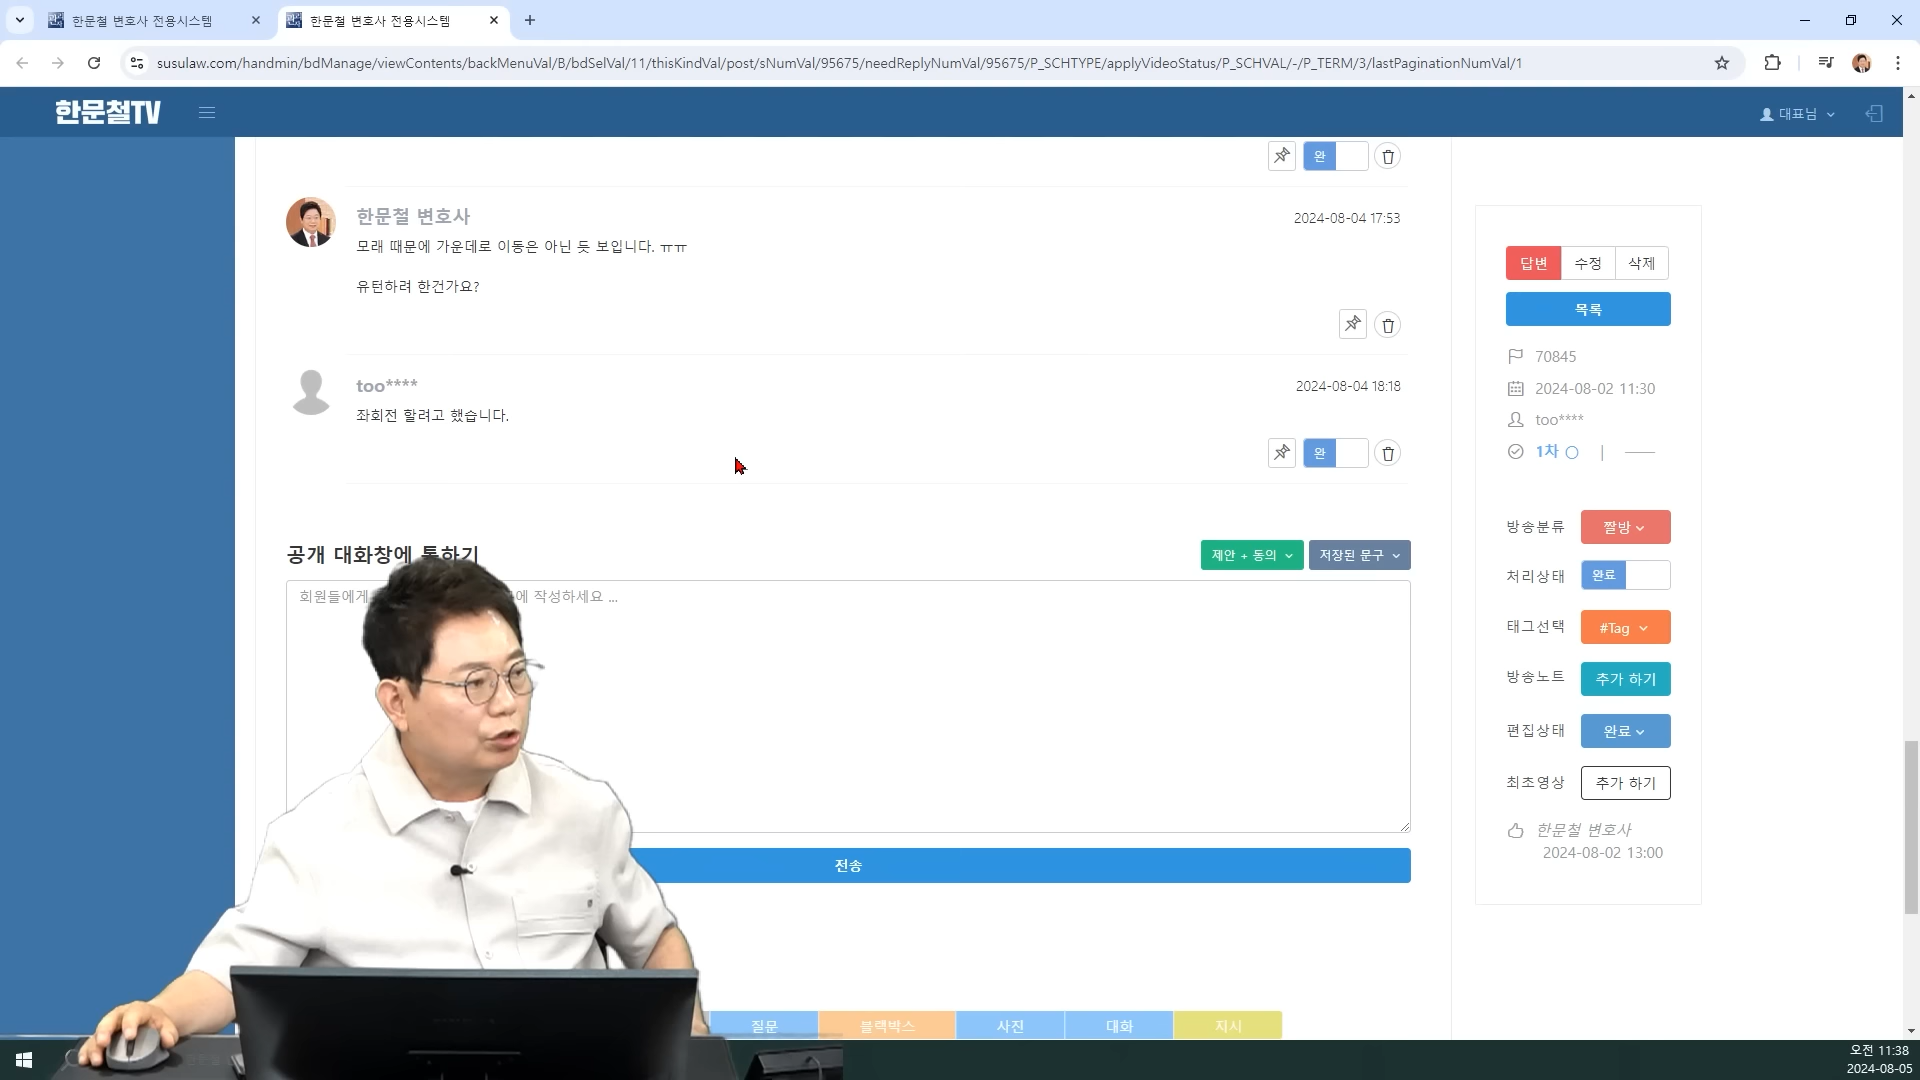 한문철 변호사 전용시스템
한문철 변호사 전용시스템
susulaw.com/handmin/bdManage/viewContents/backMenuVal/B/bdSelVal/11/thisKindVal/post/sNumVal/95675/needReplyNumVal/95675/P_SCHTYPE/applyVideoStatus/P_SCHVAL/-/P_TERM/3/lastPaginationNumVal/1
한문철TV
대표님
완
한문철 변호사
2024-08-04 17:53
모래 때문에 가운데로 이동은 아닌 듯 보입니다. ㅠㅠ
유턴하려 한건가요?
too****
2024-08-04 18:18
좌회전 할려고 했습니다.
완
공개 대화창에 통하기
제안 + 동의
저장된 문구
회원들에게
에 작성하세요 ...
전송
질문
블랙박스
사진
대화
지시
답변
수정
삭제
목록
70845
2024-08-02 11:30
too****
1차
방송분류
짤방
처리상태
완료
태그선택
#Tag
방송노트
추가 하기
편집상태
완료
최초영상
추가 하기
한문철 변호사
2024-08-02 13:00
오전 11:38
2024-08-05